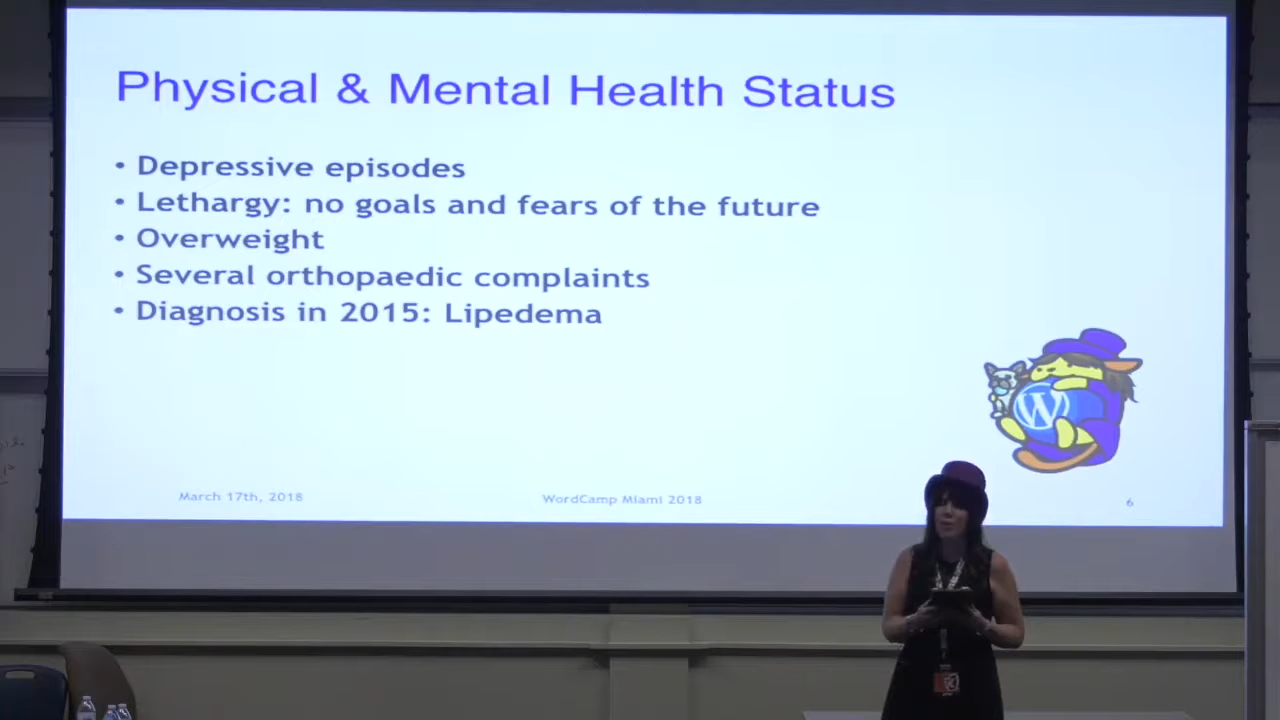 Physical & Mental Health Status
• Depressive episodes
• Lethargy: no goals and fears of the future
• Overweight
• Several orthopaedic complaints
• Diagnosis in 2015: Lipedema
W
March 17th, 2018
WordCamp Miami 2018
6